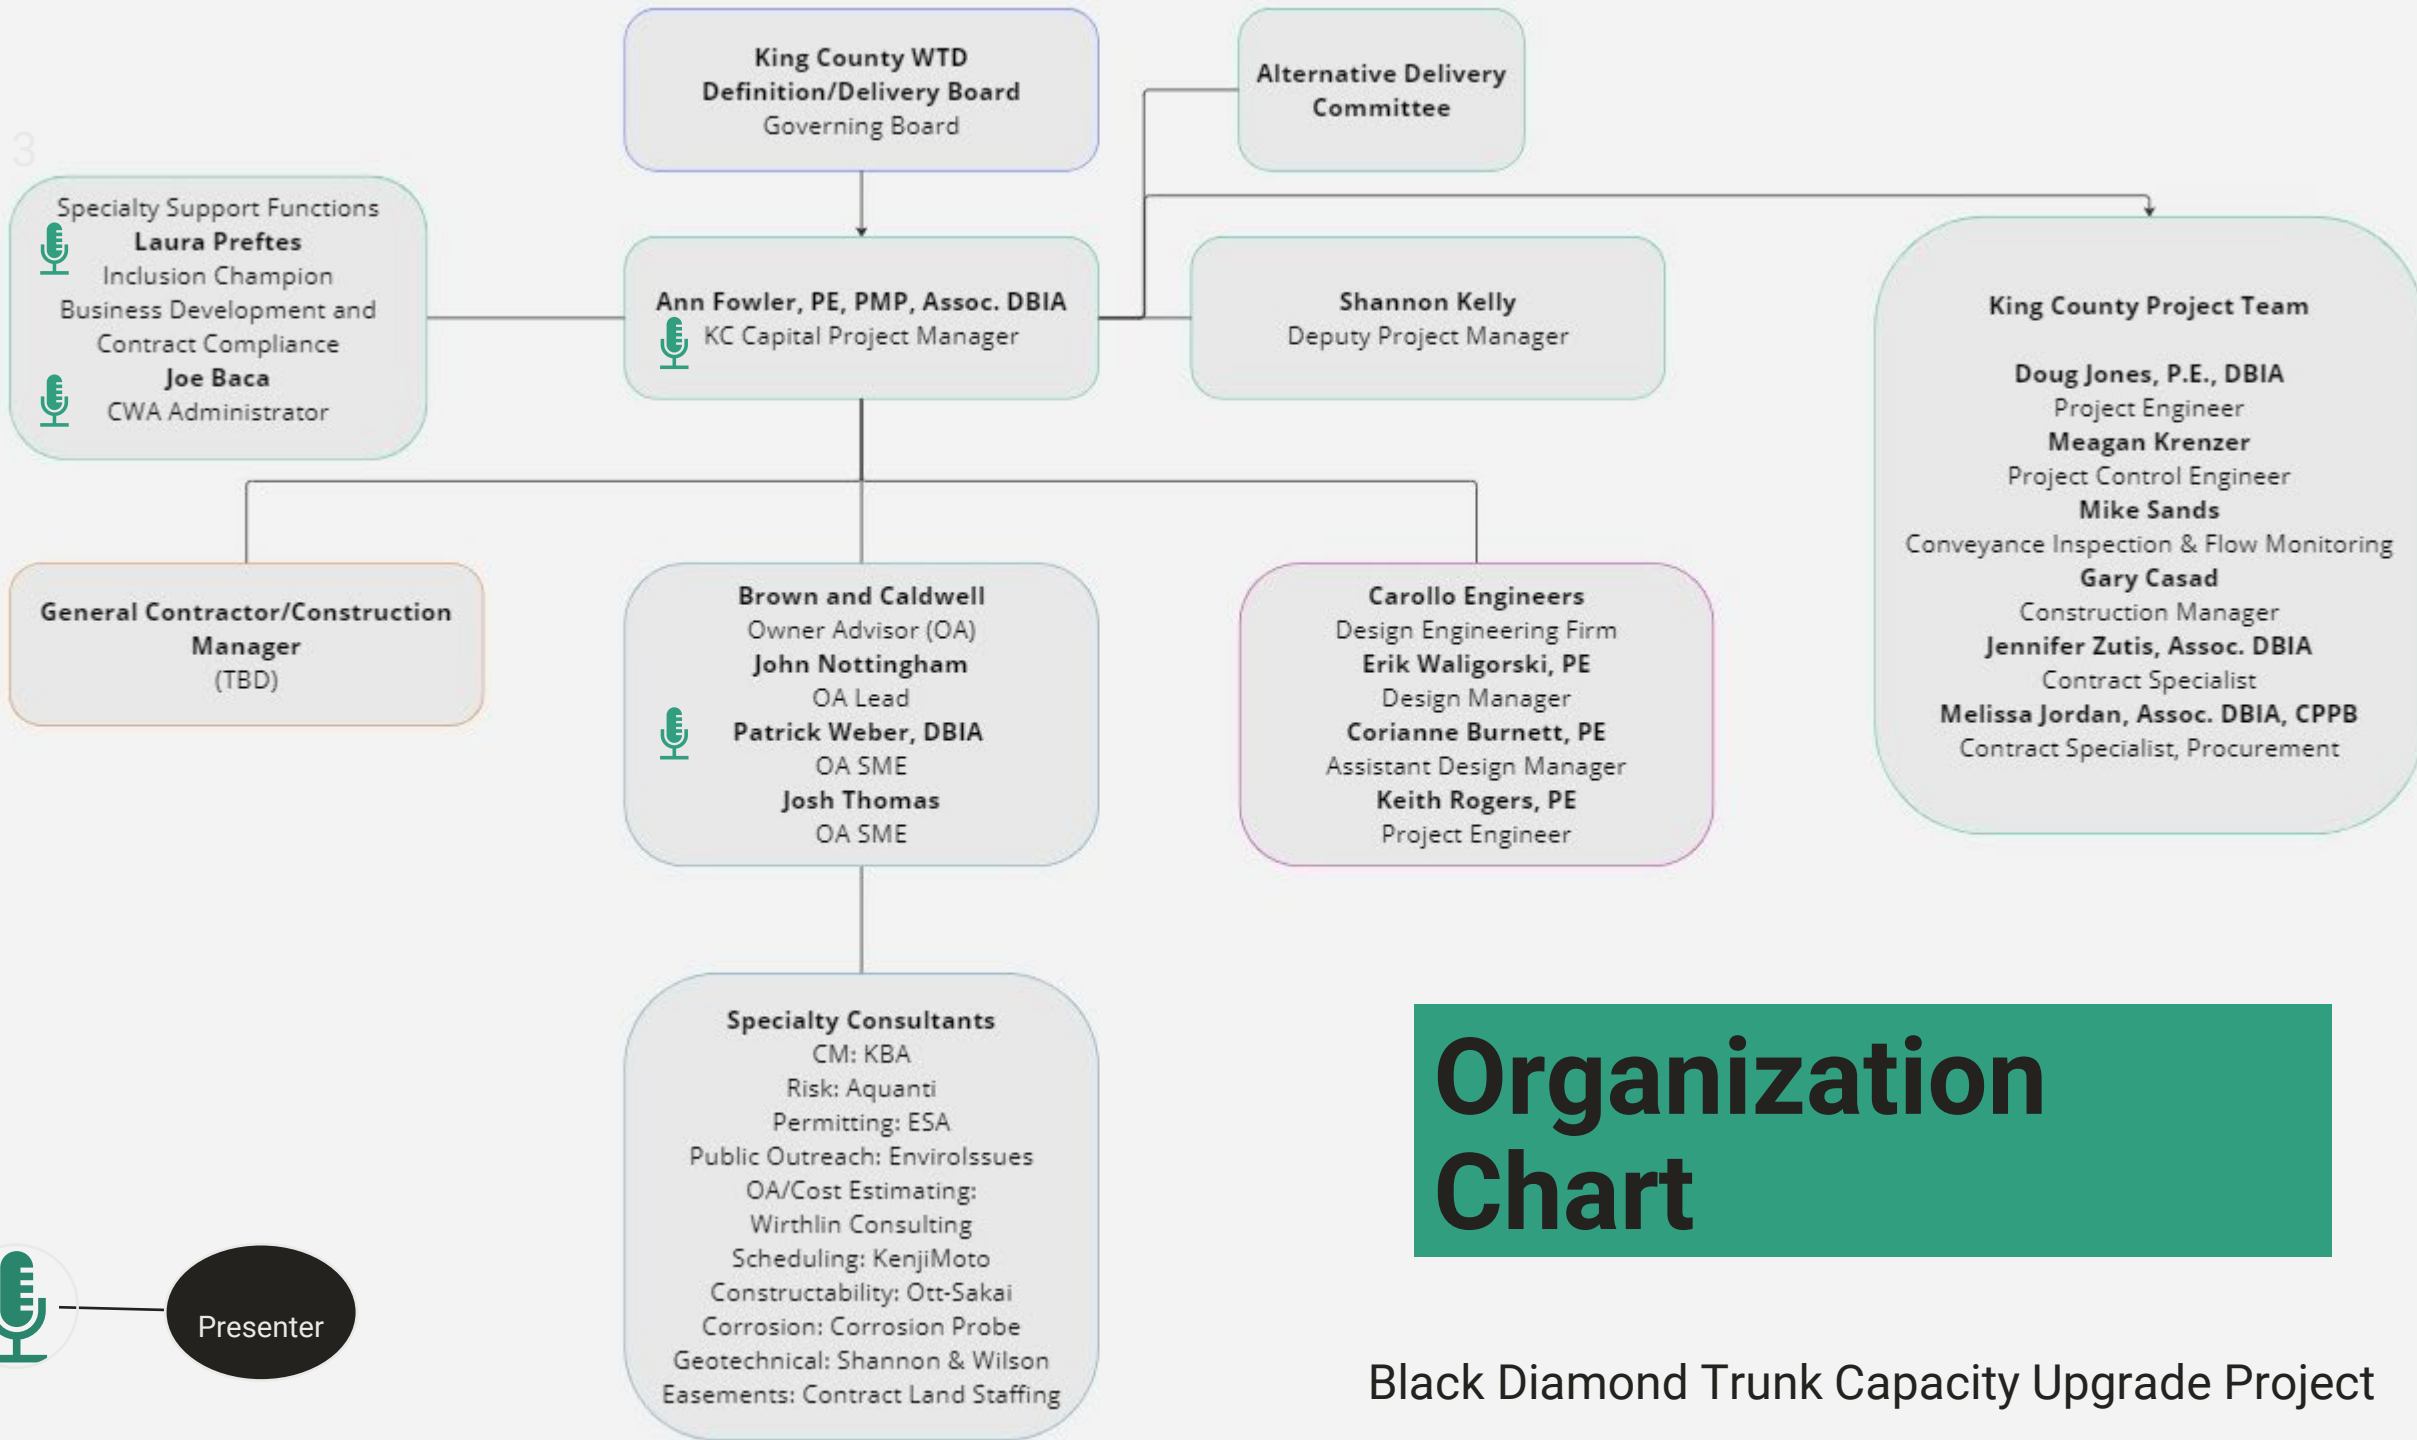 King County WTD
Definition/Delivery Board
Governing Board
Alternative Delivery
Committee
3
Specialty Support Functions
Laura Preftes
Inclusion Champion
Business Development and
Contract Compliance
Joe Baca
CWA Administrator
Ann Fowler, PE, PMP, Assoc. DBIA
KC Capital Project Manager
Shannon Kelly
Deputy Project Manager
King County Project Team
Doug Jones, P.E., DBIA
Project Engineer
Meagan Krenzer
Project Control Engineer
Mike Sands
Conveyance Inspection & Flow Monitoring
Gary Casad
Construction Manager
Jennifer Zutis, Assoc. DBIA
Contract Specialist
Melissa Jordan, Assoc. DBIA, CPPB
Contract Specialist, Procurement
General Contractor/Construction
Manager
(TBD)
Brown and Caldwell
Owner Advisor (OA)
John Nottingham
OA Lead
Patrick Weber, DBIA
OA SME
Josh Thomas
OA SME
Carollo Engineers
Design Engineering Firm
Erik Waligorski, PE
Design Manager
Corianne Burnett, PE
Assistant Design Manager
Keith Rogers, PE
Project Engineer
Specialty Consultants
CM: KBA
Risk: Aquanti
Permitting: ESA
Public Outreach: EnviroIssues
OA/Cost Estimating:
Wirthlin Consulting
Scheduling: KenjiMoto
Constructability: Ott-Sakai
Corrosion: Corrosion Probe
Geotechnical: Shannon & Wilson
Easements: Contract Land Staffing
Organization
Chart
Presenter
Black Diamond Trunk Capacity Upgrade Project